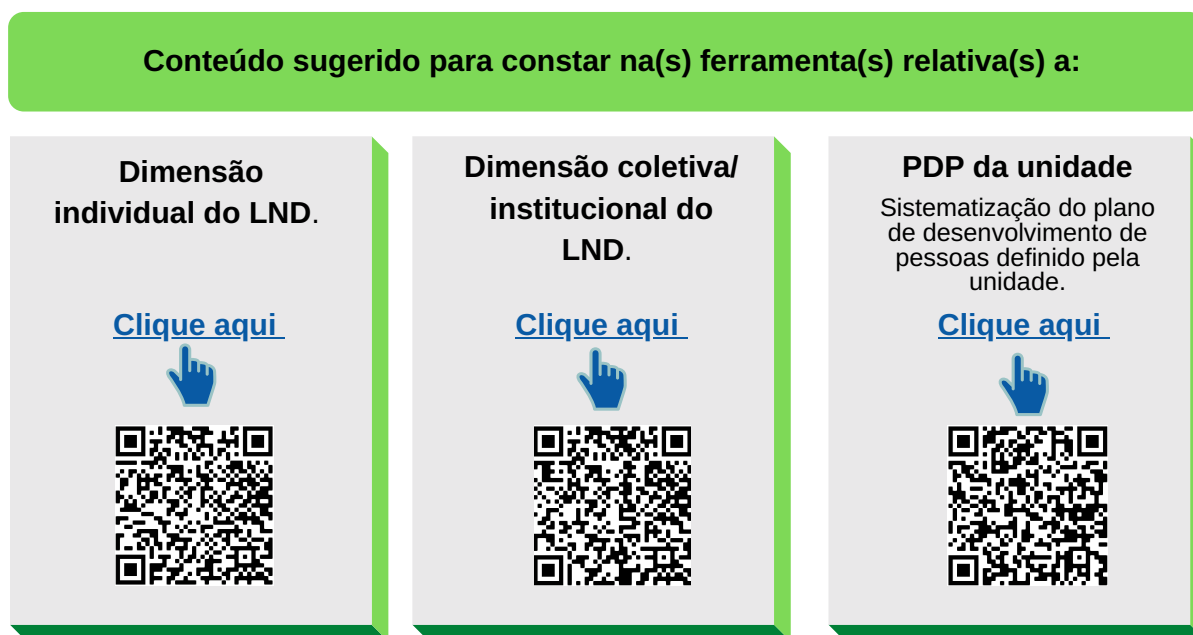 Conteúdo sugerido para constar na(s) ferramenta(s) relativa(s) a:
Dimensão
individual do LND.
Clique aqui
Dimensão coletiva/
institucional do
LND.
Clique aqui
PDP da unidade
Sistematização do plano
de desenvolvimento de
pessoas definido pela
unidade.
Clique aqui